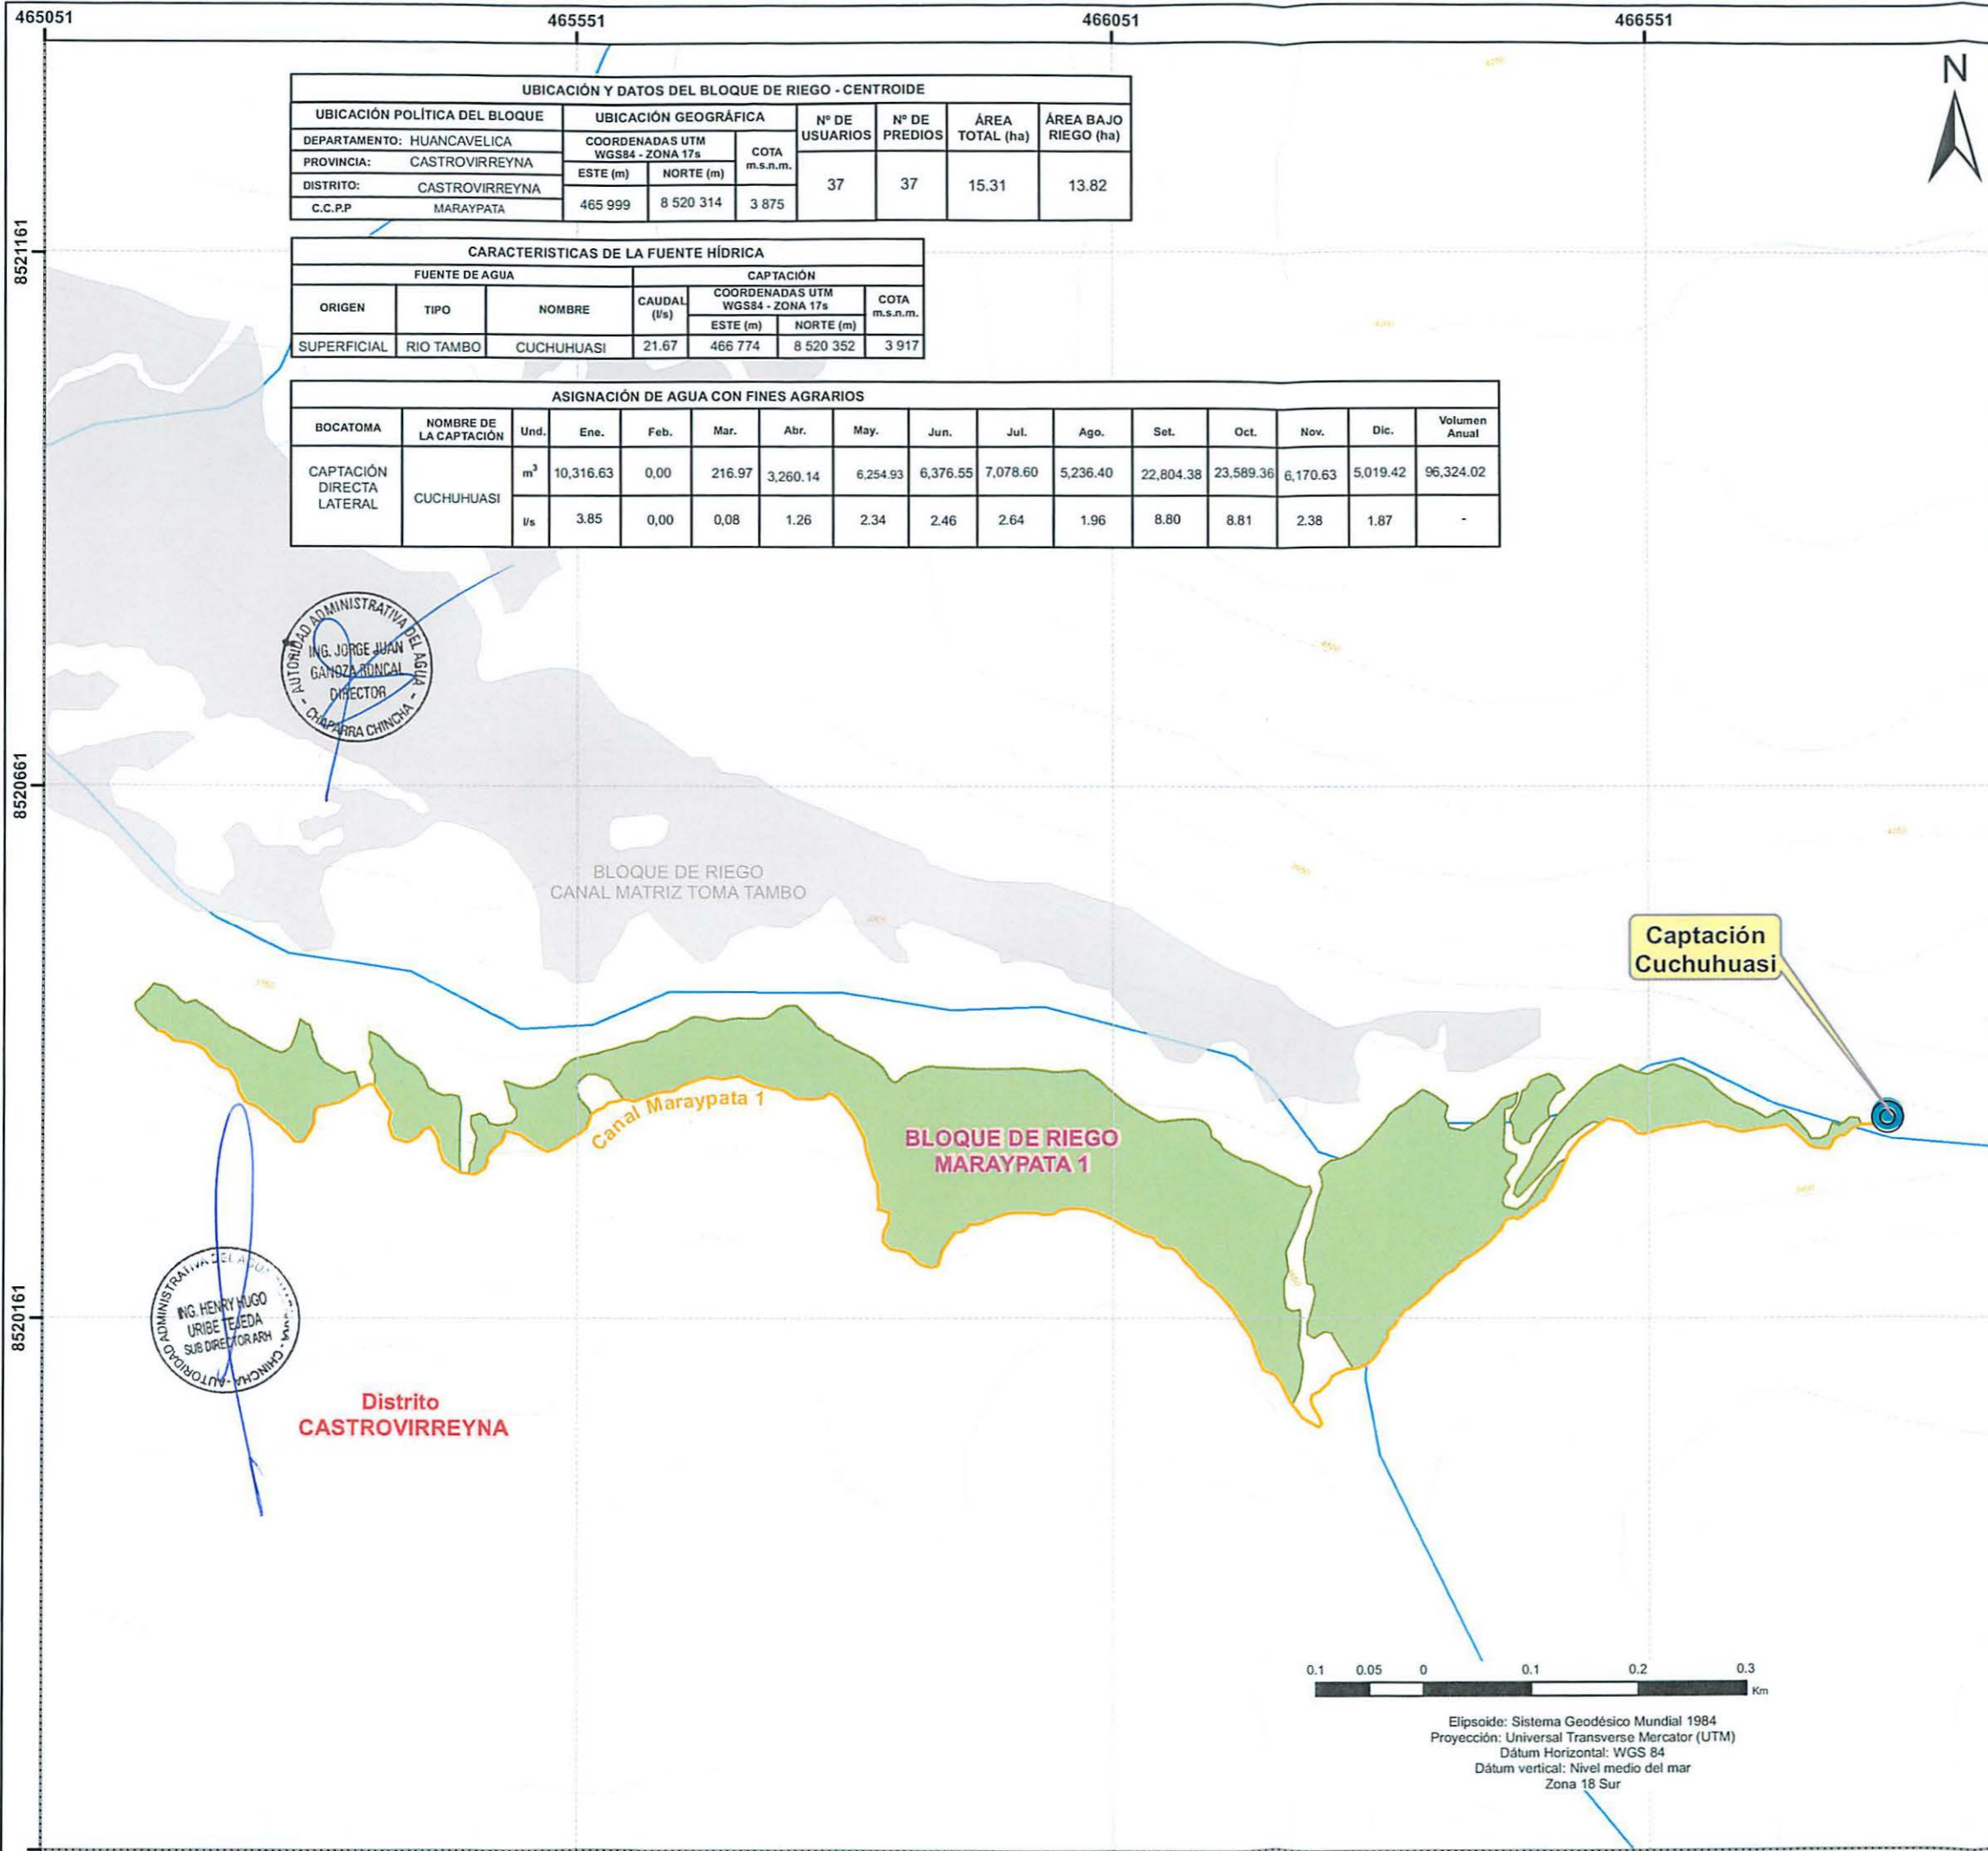 465051 465551 466051 466551
N
UBICACIÓN Y DATOS DEL BLOQUE DE RIEGO - CENTROIDE
UBICACIÓN POLÍTICA DEL BLOQUE UBICACIÓN GEOGRÁFICA Nº DE USUARIOS Nº DE PREDIOS ÁREA TOTAL (ha) ÁREA BAJO RIEGO (ha)
DEPARTAMENTO: HUANCAVELICA COORDENADAS UTM WGS84 - ZONA 17s COTA m.s.n.m.
PROVINCIA: CASTROVIRREYNA
ESTE (m) NORTE (m)
DISTRITO: CASTROVIRREYNA
C.C.P.P MARAYPATA 465 999 8 520 314 3 875 37 37 15.31 13.82
8521161
CARACTERISTICAS DE LA FUENTE HÍDRICA
FUENTE DE AGUA CAPTACIÓN
ORIGEN TIPO NOMBRE CAUDAL (l/s) COORDENADAS UTM WGS84 - ZONA 17s COTA m.s.n.m.
ESTE (m) NORTE (m)
SUPERFICIAL RIO TAMBO CUCHUHUASI 21.67 466 774 8 520 352 3 917
ASIGNACIÓN DE AGUA CON FINES AGRARIOS
BOCATOMA NOMBRE DE LA CAPTACIÓN Und. Ene. Feb. Mar. Abr. May. Jun. Jul. Ago. Set. Oct. Nov. Dic. Volumen Anual
CAPTACIÓN DIRECTA LATERAL CUCHUHUASI m³ 10,316.63 0,00 216.97 3,260.14 6,254.93 6,376.55 7,078.60 5,236.40 22,804.38 23,589.36 6,170.63 5,019.42 96,324.02
l/s 3.85 0,00 0,08 1.26 2.34 2.46 2.64 1.96 8.80 8.81 2.38 1.87 -
AUTORIDAD ADMINISTRATIVA DEL AGUA - CHAPARRA CHINCHA -
ING. JORGE JUAN
GANOZA RONCAL
DIRECTOR
8520661
BLOQUE DE RIEGO
CANAL MATRIZ TOMA TAMBO
Captación
Cuchuhuasi
Canal Maraypata 1
BLOQUE DE RIEGO
MARAYPATA 1
8520161
AUTORIDAD ADMINISTRATIVA DEL AGUA
CHINCHA
ING. HENRY HUGO
URIBE TEJEDA
SUB DIRECTOR ARH
Distrito
CASTROVIRREYNA
0.1 0.05 0 0.1 0.2 0.3
Km
Elipsoide: Sistema Geodésico Mundial 1984
Proyección: Universal Transverse Mercator (UTM)
Dátum Horizontal: WGS 84
Dátum vertical: Nivel medio del mar
Zona 18 Sur